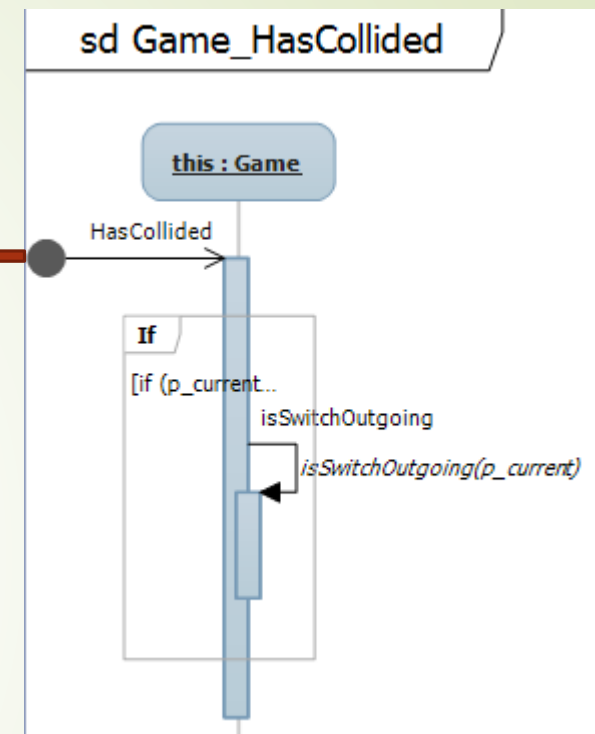 sd Game_HasCollided
this : Game
HasCollided
If
[if (p_current...
isSwitchOutgoing
isSwitchOutgoing(p_current)